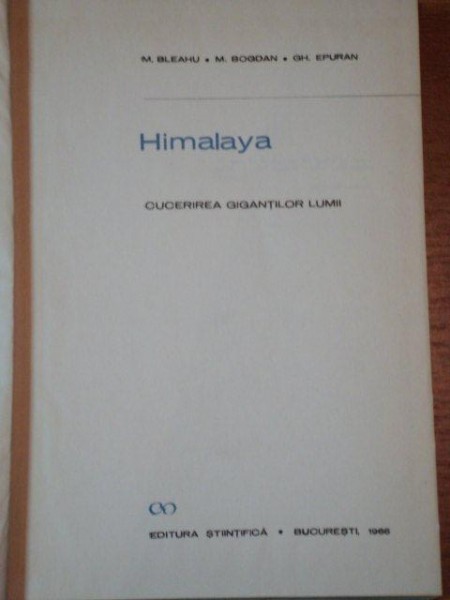 M. BLEAHU • M. BOGDAN • GH. EPURAN
Himalaya
CUCERIREA GIGANȚILOR LUMII
EDITURA ȘTIINȚIFICĂ • BUCUREȘTI, 1966